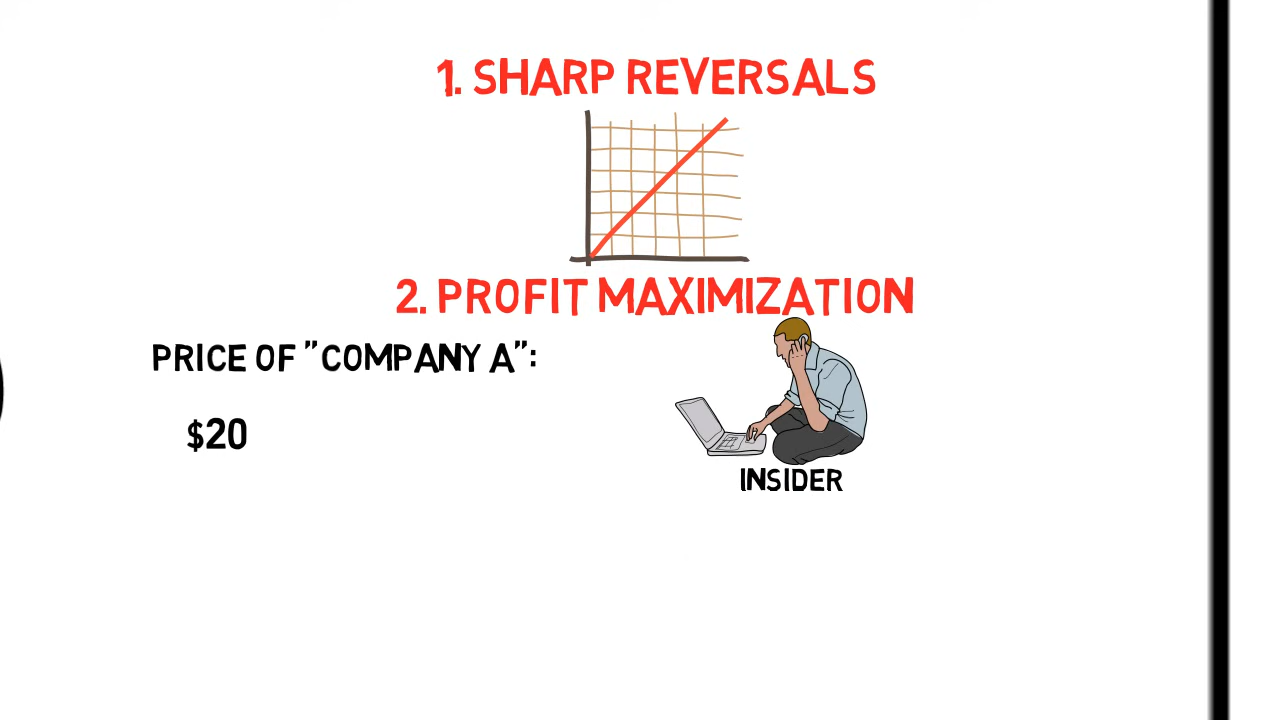 1. SHARP REVERSALS
2. PROFIT MAXIMIZATION
PRICE OF "COMPANY A":
$20
INSIDER